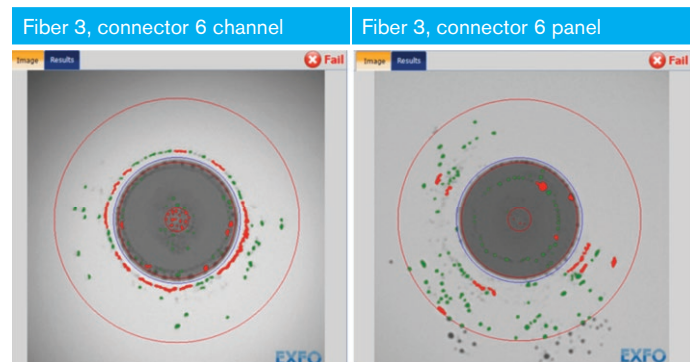 Fiber 3, connector 6 channel
Fiber 3, connector 6 panel
Image
Results
Fail
Image
Results
Fail
EXFO
EXFO